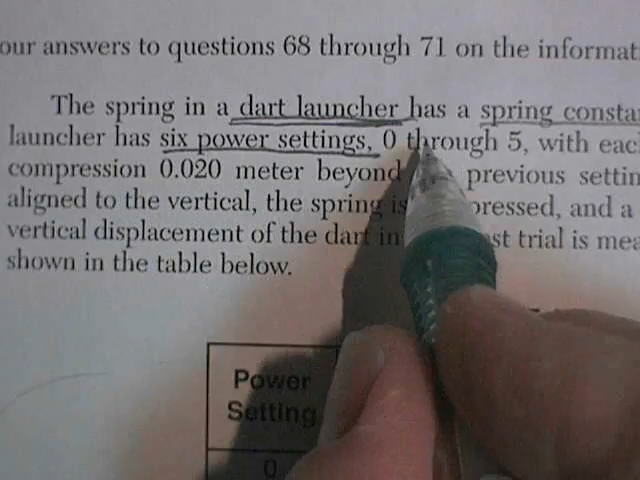 our answers to questions 68 through 71 on the informat
The spring in a dart launcher has a spring consta
launcher has six power settings, 0 through 5, with eac
compression 0.020 meter beyond previous settin
aligned to the vertical, the spring is pressed, and a
vertical displacement of the dart in st trial is mea
shown in the table below.
Power
Setting
0